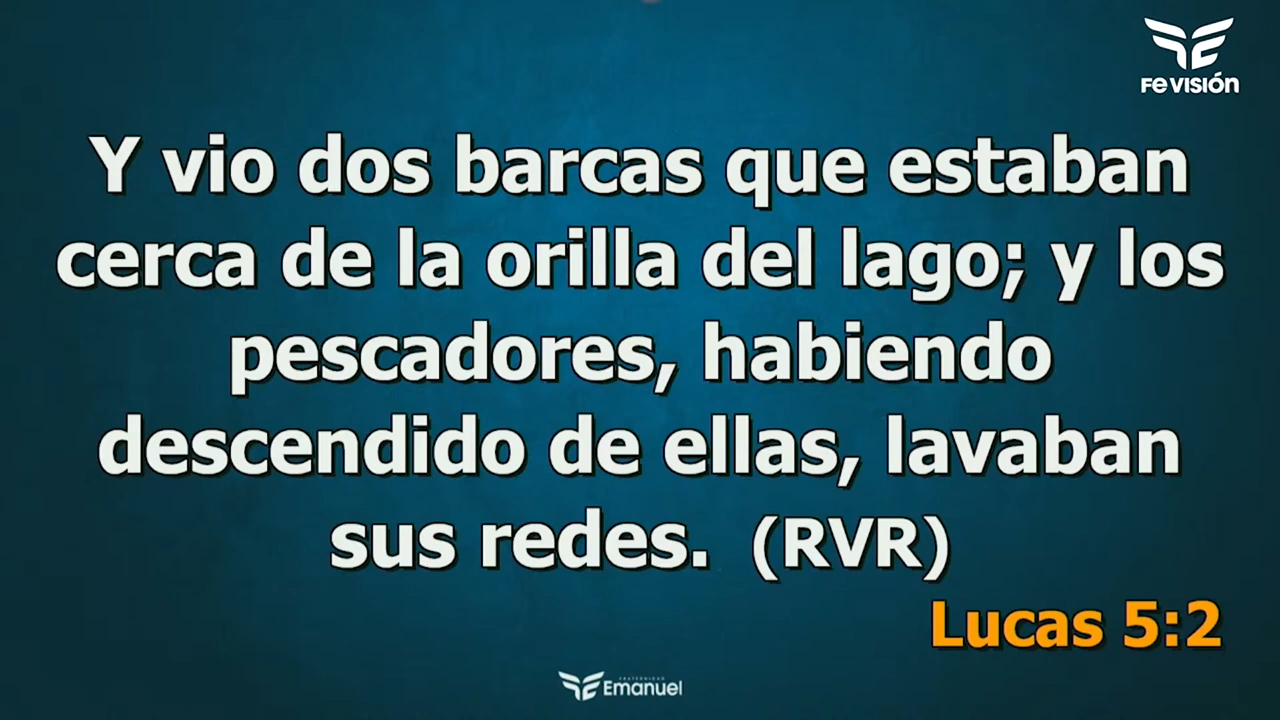 FE VISIÓN
Y vio dos barcas que estaban
cerca de la orilla del lago; y los
pescadores, habiendo
descendido de ellas, lavaban
sus redes. (RVR)
Lucas 5:2
FRATERNIDAD
Emanuel